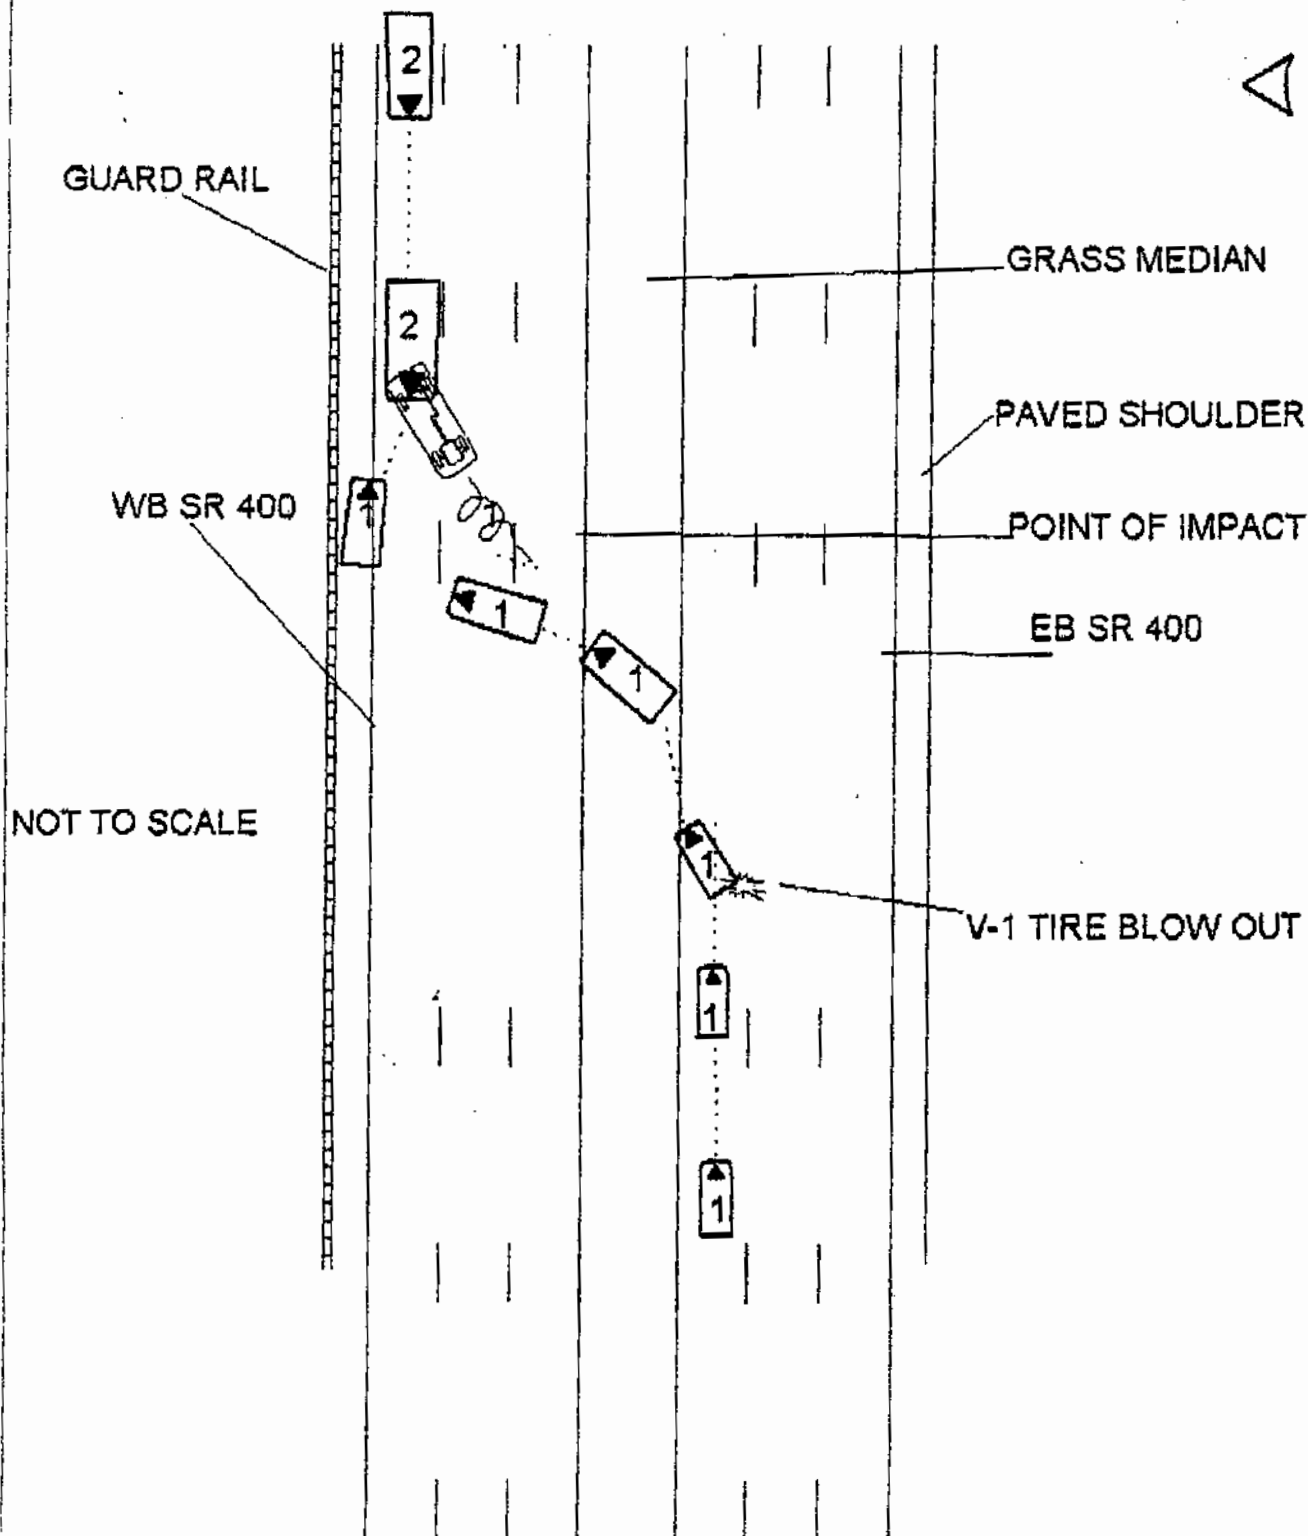 2
GUARD RAIL
GRASS MEDIAN
2
PAVED SHOULDER
WB SR 400
1
1
POINT OF IMPACT
1
EB SR 400
1
NOT TO SCALE
1
V-1 TIRE BLOW OUT
1
1